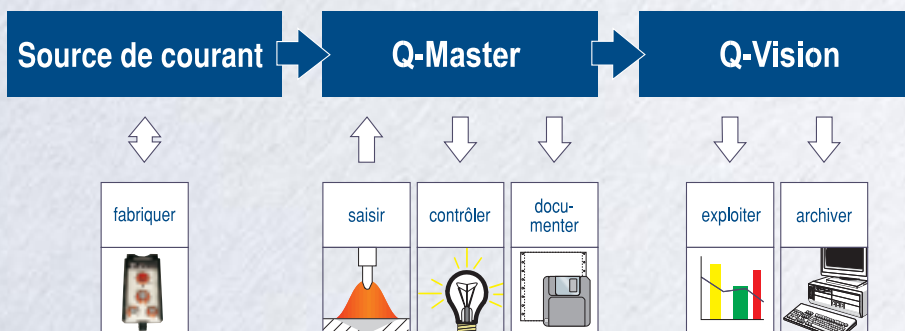 Source de courant
Q-Master
Q-Vision
fabriquer
saisir
contrôler
docu-
menter
exploiter
archiver